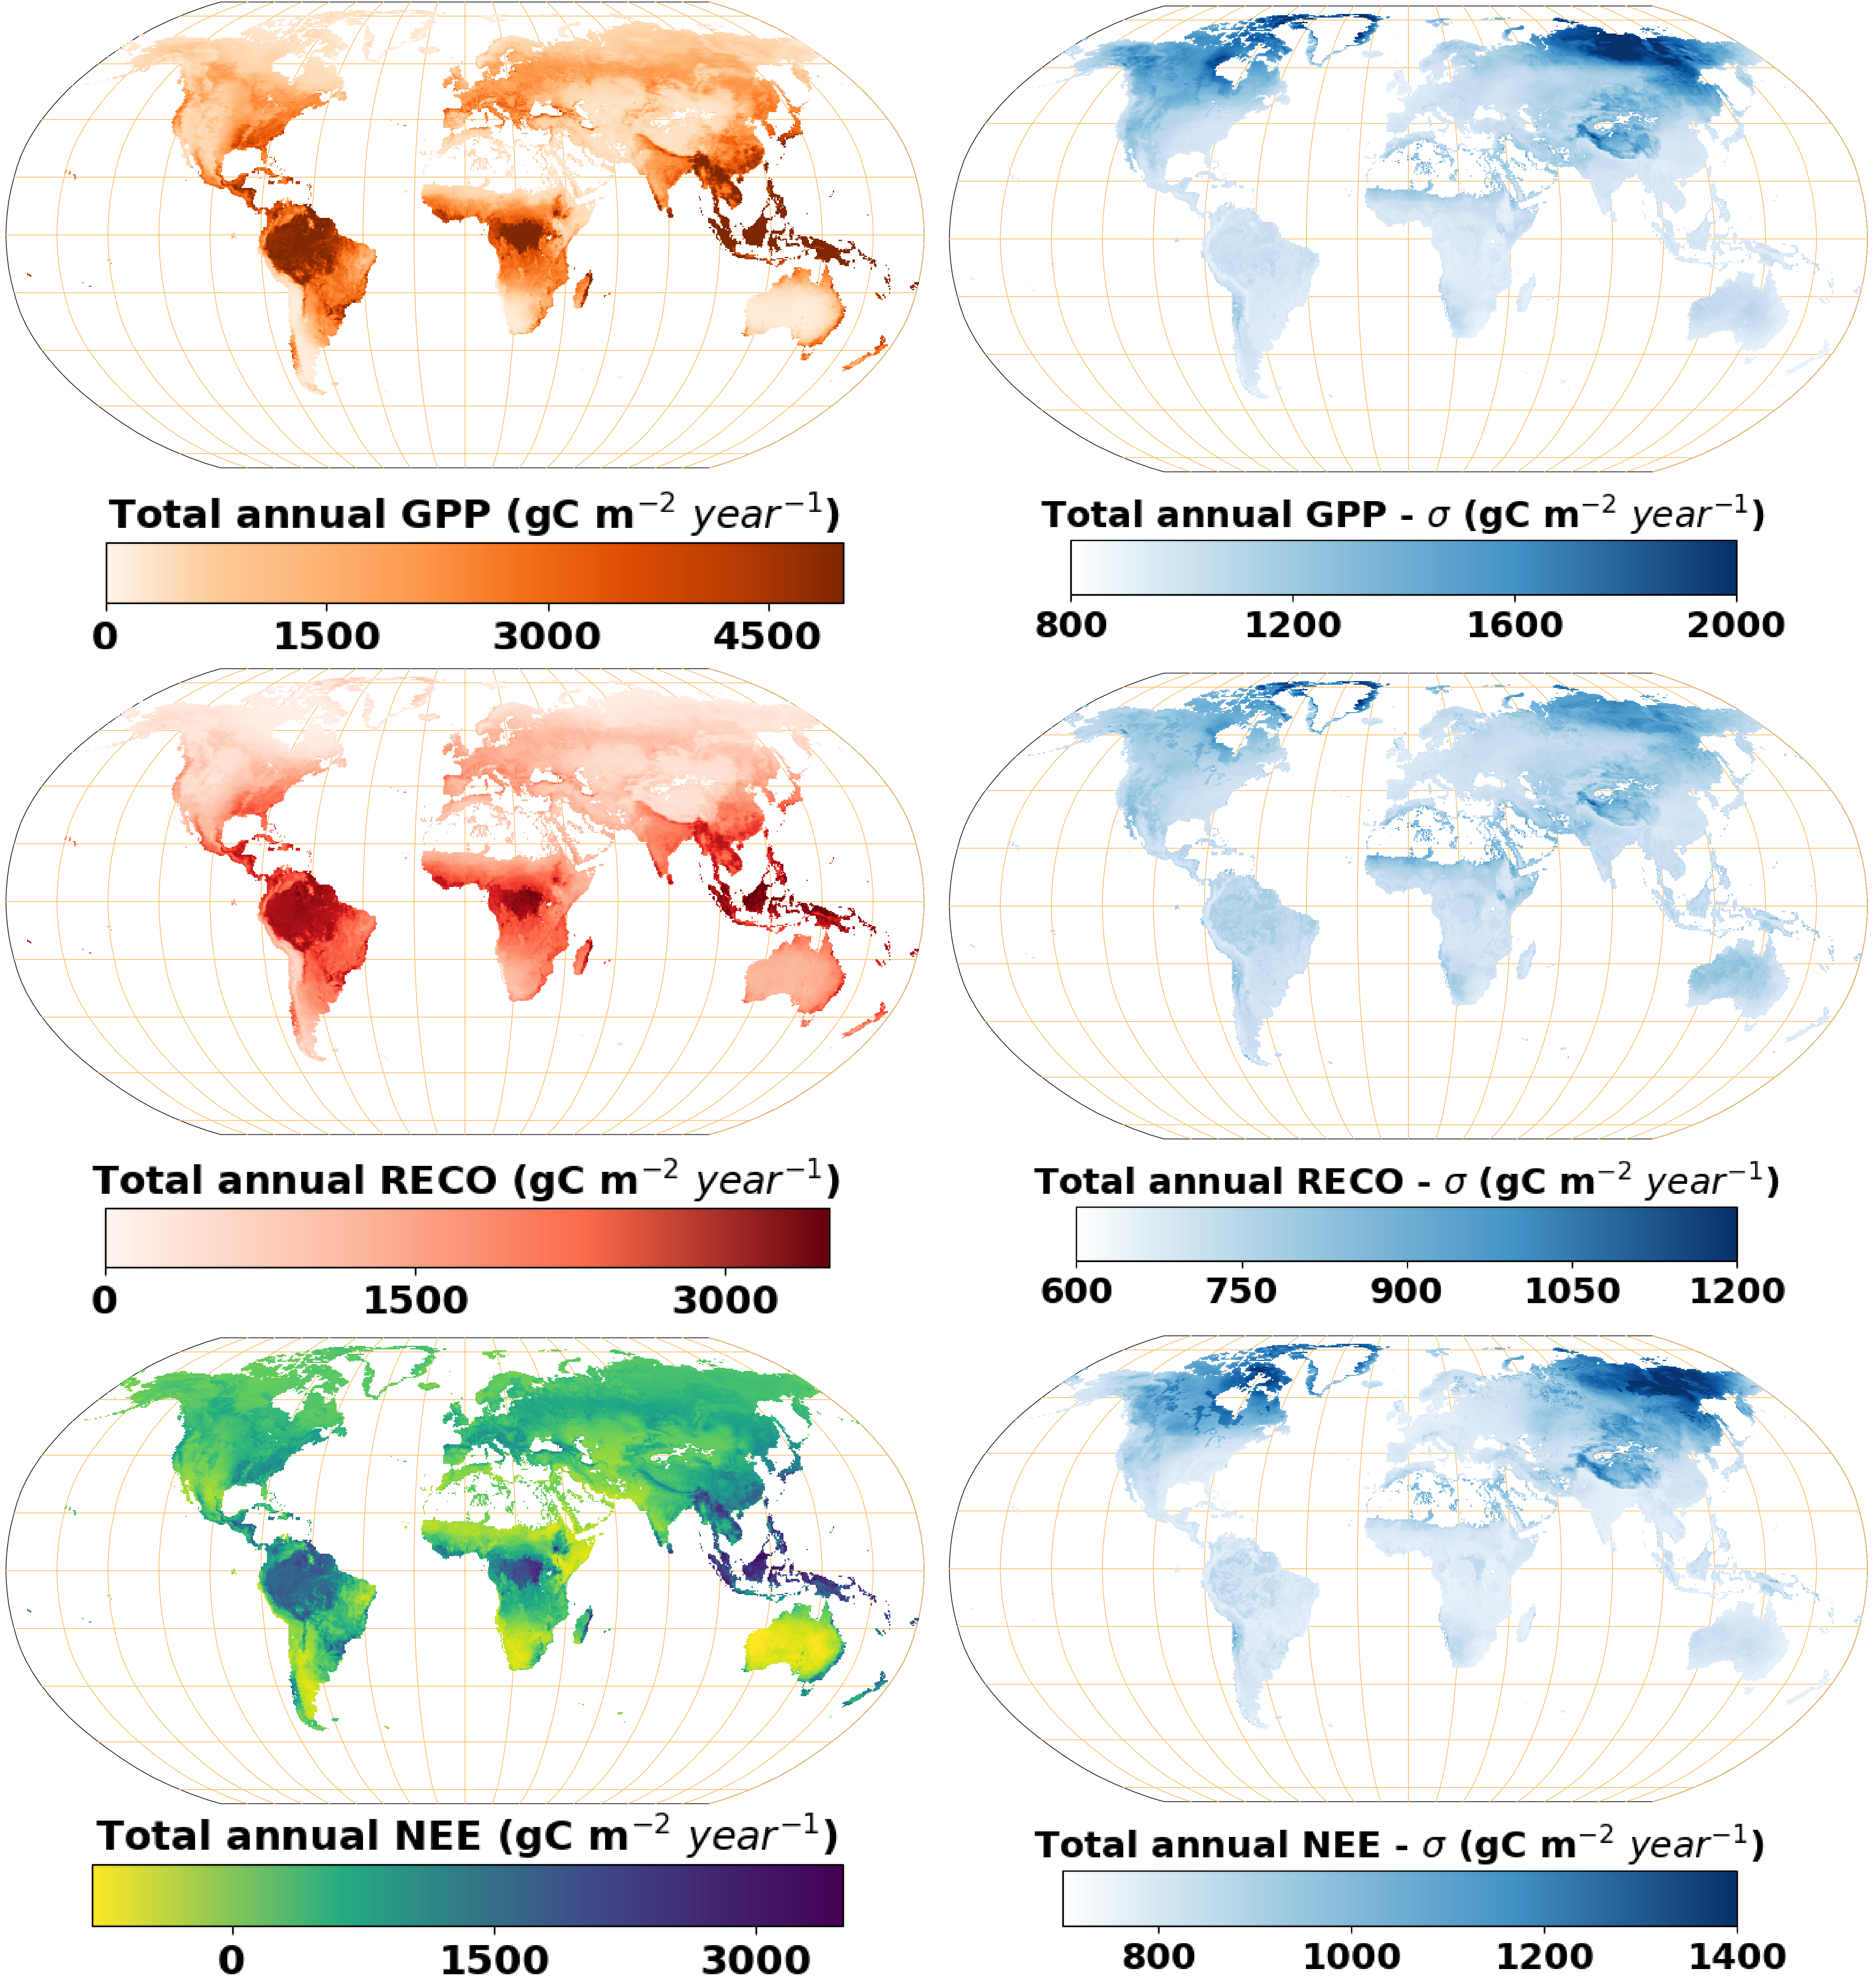 Total annual GPP (gC m⁻² year⁻¹)
0 1500 3000 4500
Total annual GPP - σ (gC m⁻² year⁻¹)
800 1200 1600 2000
Total annual RECO (gC m⁻² year⁻¹)
0 1500 3000
Total annual RECO - σ (gC m⁻² year⁻¹)
600 750 900 1050 1200
Total annual NEE (gC m⁻² year⁻¹)
0 1500 3000
Total annual NEE - σ (gC m⁻² year⁻¹)
800 1000 1200 1400